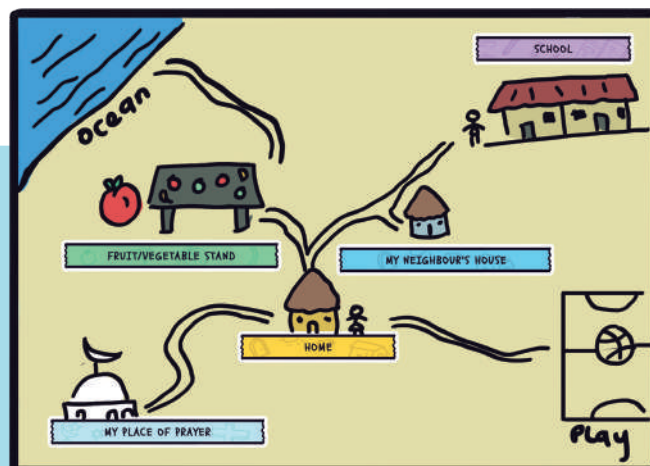 SCHOOL
ocean
FRUIT/VEGETABLE STAND
MY NEIGHBOUR'S HOUSE
HOME
MY PLACE OF PRAYER
PLAY